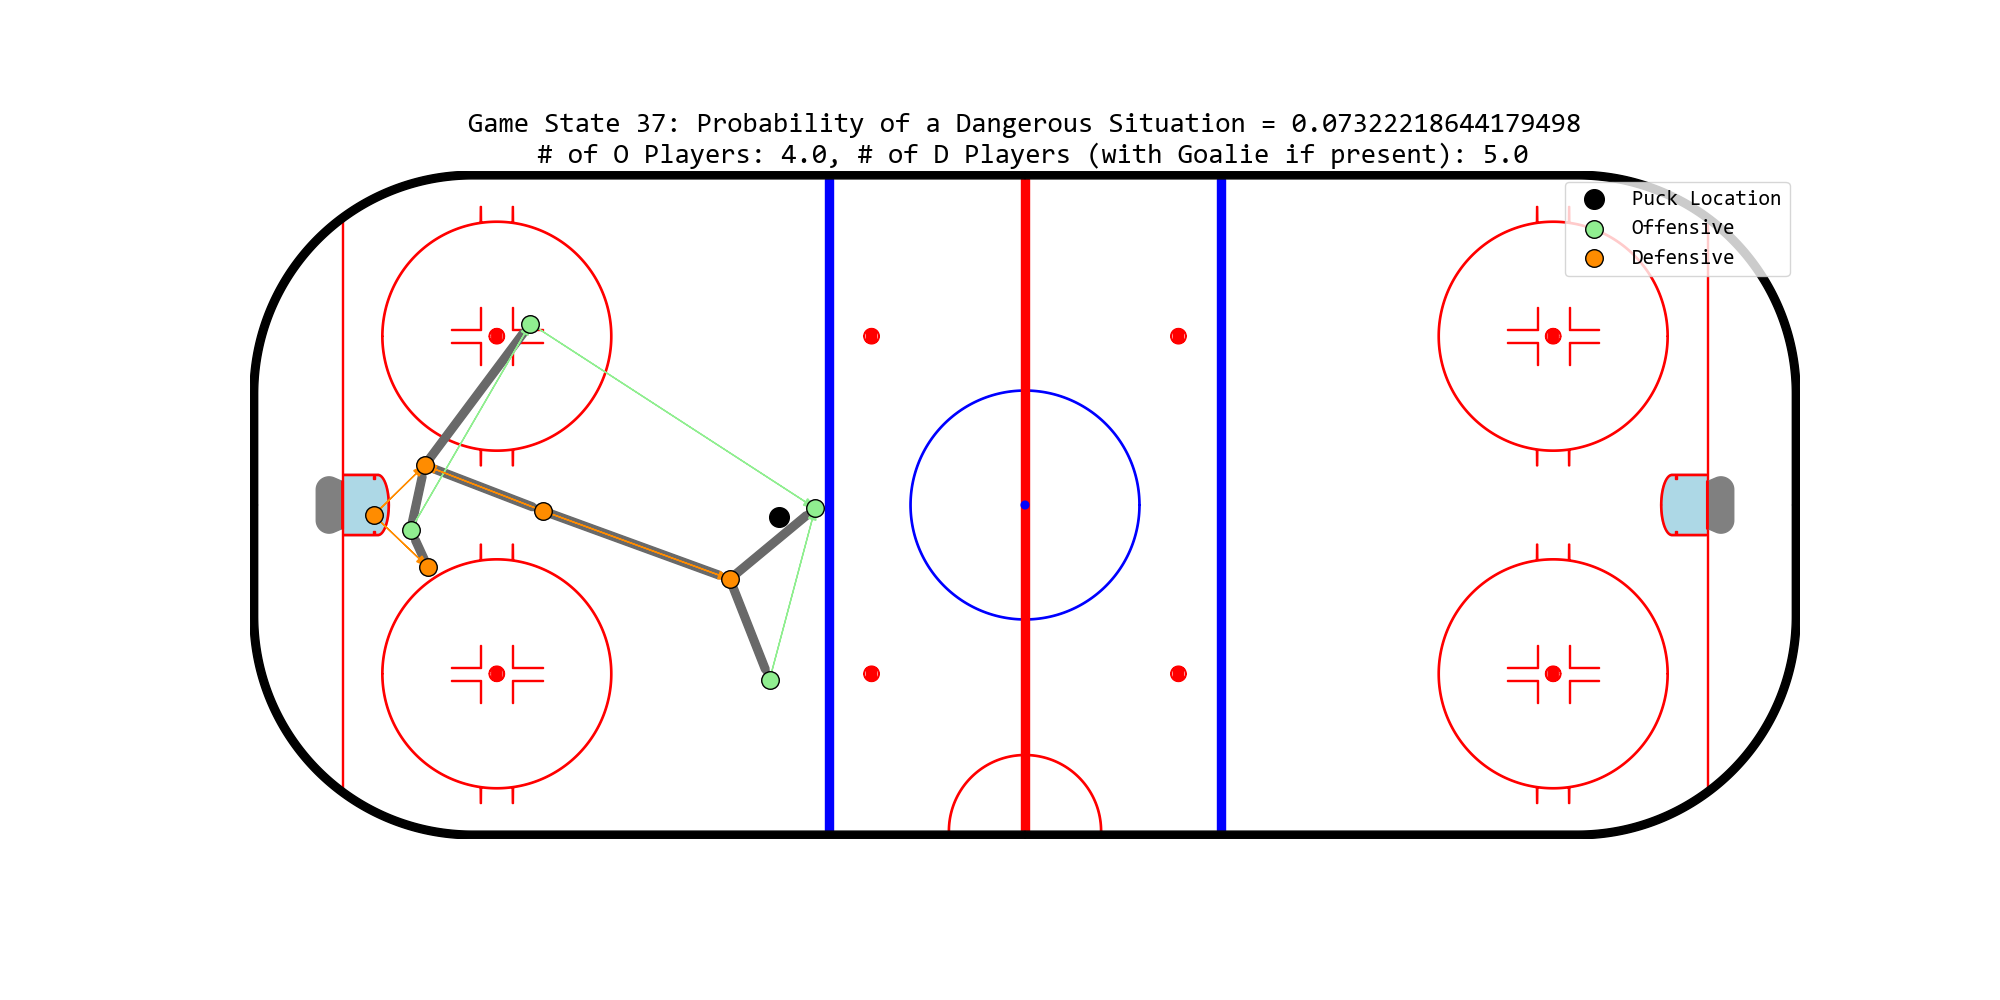 Game State 37: Probability of a Dangerous Situation = 0.07322218644179498
# of O Players: 4.0, # of D Players (with Goalie if present): 5.0
Puck Location
Offensive
Defensive